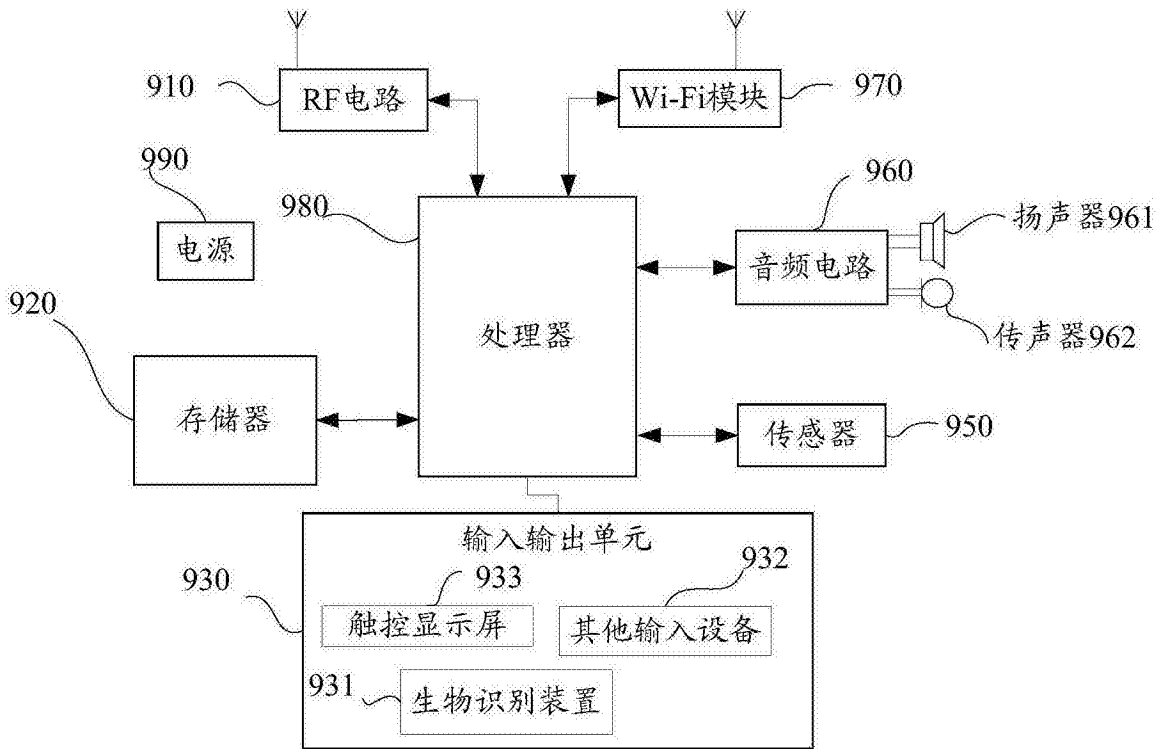 910
RF电路
Wi-Fi模块
970
990
电源
980
960
音频电路
扬声器961
传声器962
920
存储器
处理器
传感器
950
输入输出单元
930
933
932
触控显示屏
其他输入设备
931
生物识别装置